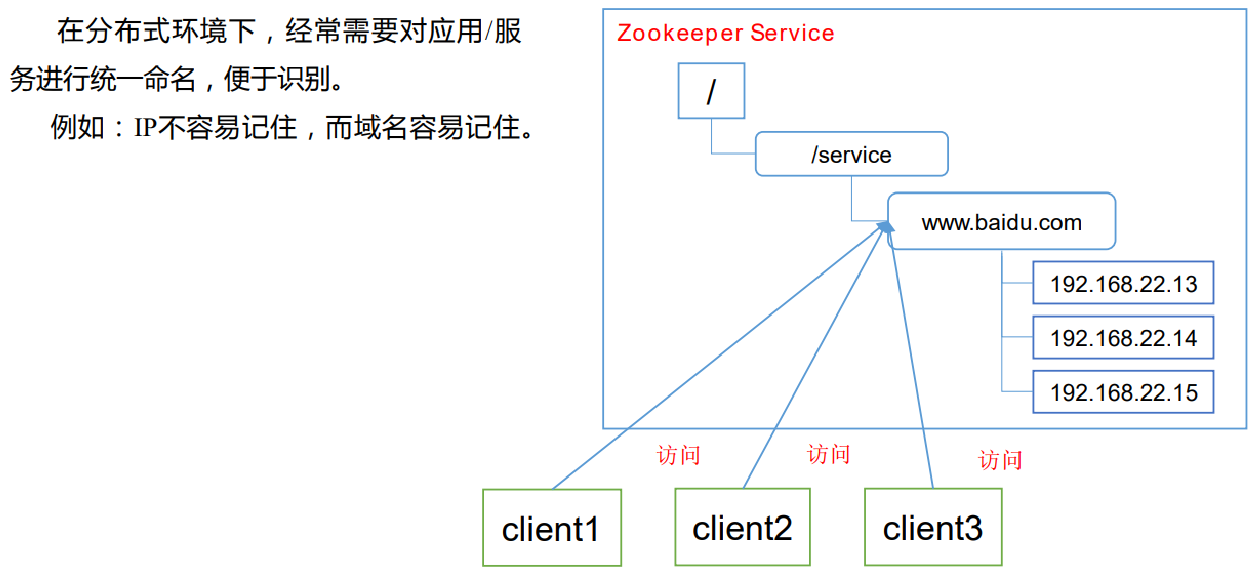 在分布式环境下，经常需要对应用/服
务进行统一命名，便于识别。
例如：IP不容易记住，而域名容易记住。
Zookeeper Service
/
/service
www.baidu.com
192.168.22.13
192.168.22.14
192.168.22.15
访问
访问
访问
client1
client2
client3